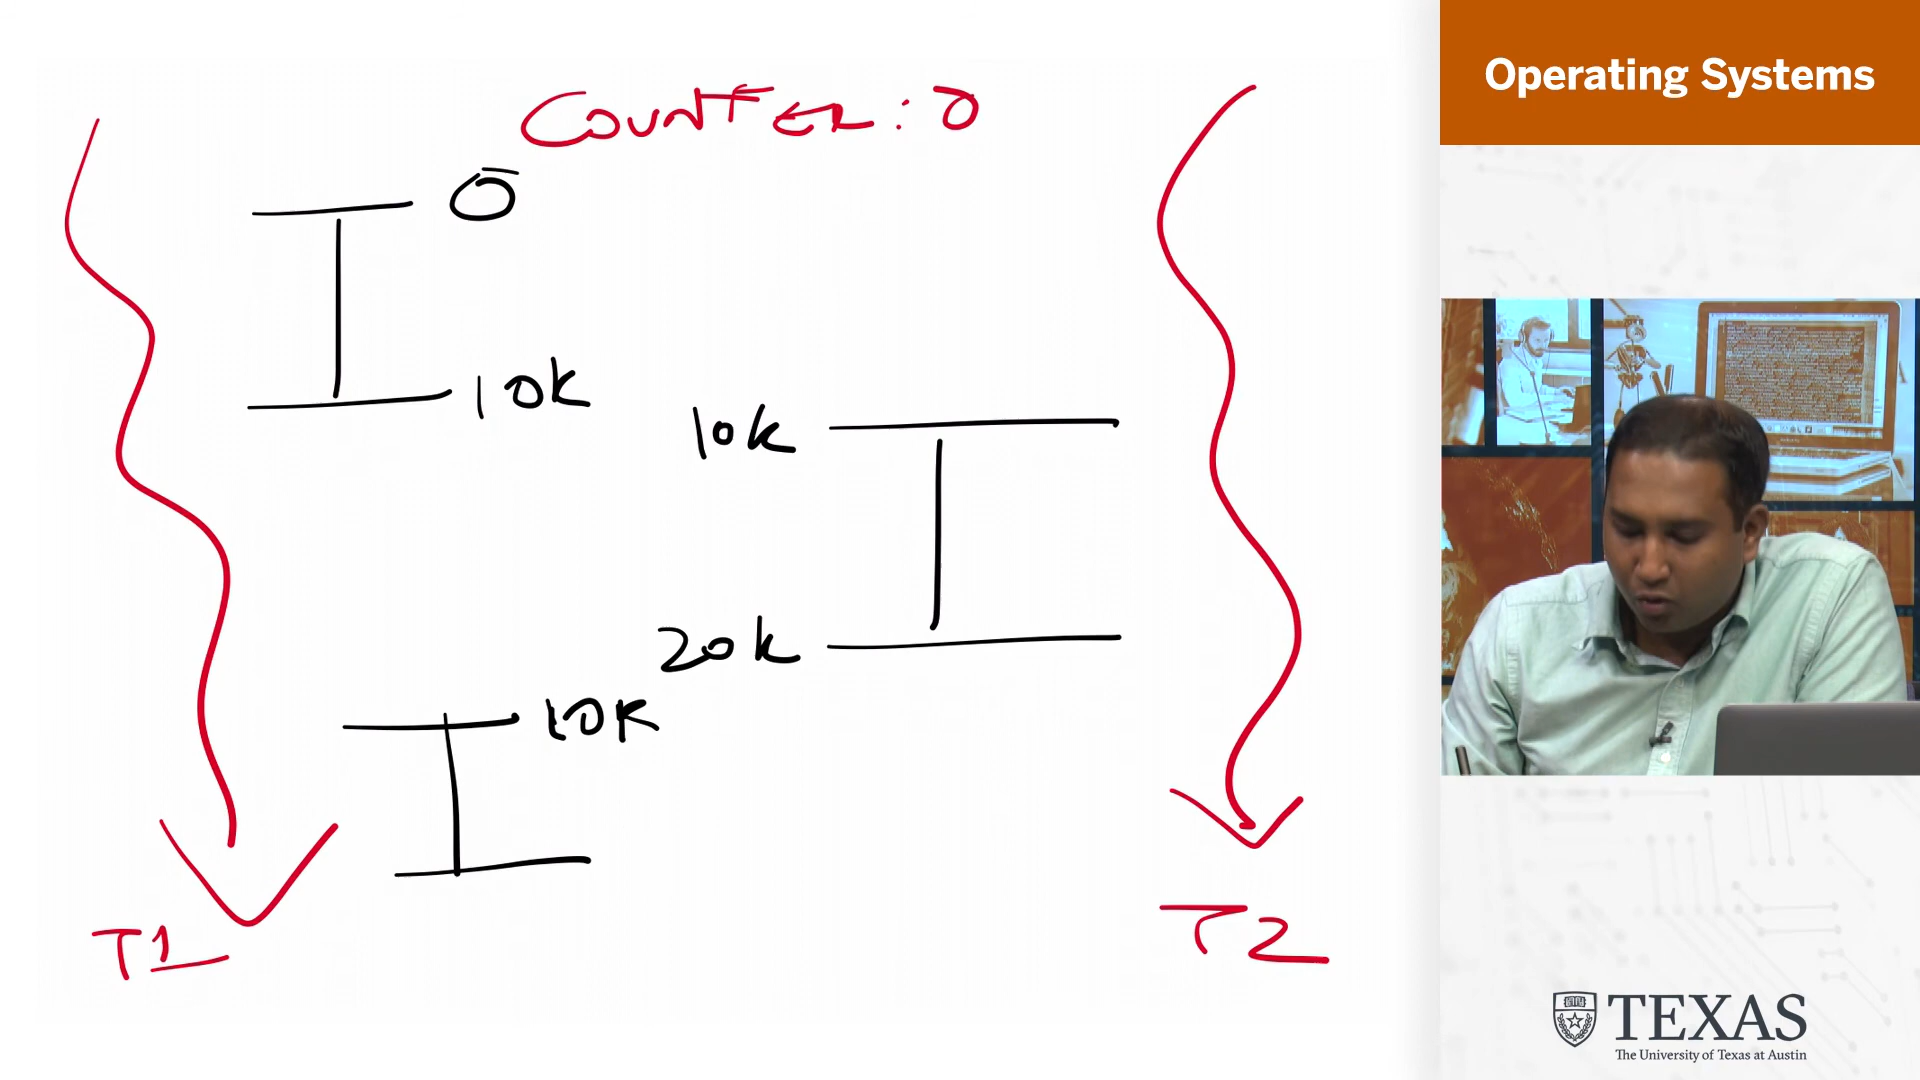 Operating Systems
COUNTER: 0
0
10k
10k
20k
10K
T1
T2
TEXAS
The University of Texas at Austin